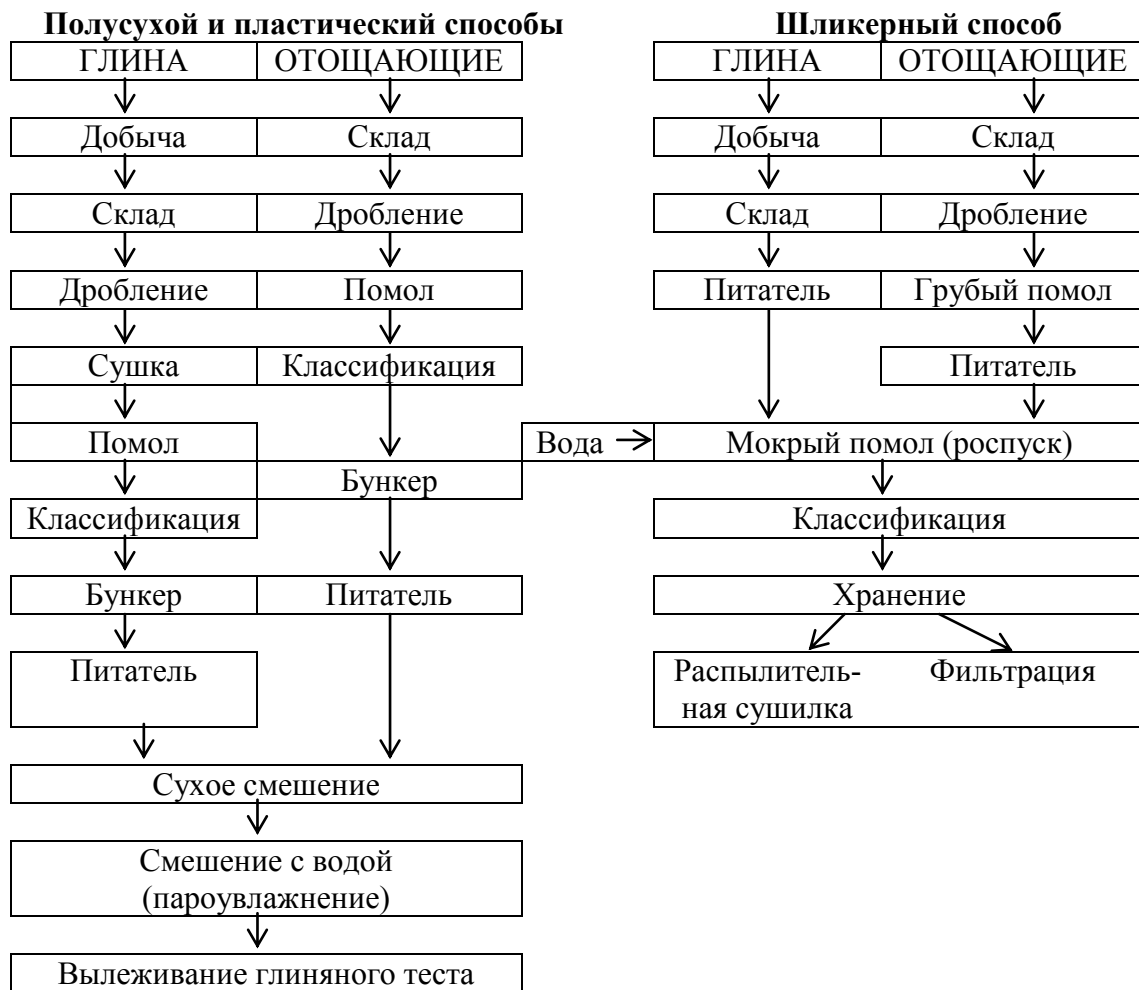 Полусухой и пластический способы
Шликерный способ
ГЛИНА
ОТОЩАЮЩИЕ
ГЛИНА
ОТОЩАЮЩИЕ
Добыча
Склад
Добыча
Склад
Склад
Дробление
Склад
Дробление
Дробление
Помол
Питатель
Грубый помол
Сушка
Классификация
Питатель
Помол
Вода
Мокрый помол (роспуск)
Бункер
Классификация
Классификация
Бункер
Питатель
Хранение
Питатель
Распылитель-
ная сушилка
Фильтрация
Сухое смешение
Смешение с водой
(пароувлажнение)
Вылеживание глиняного теста